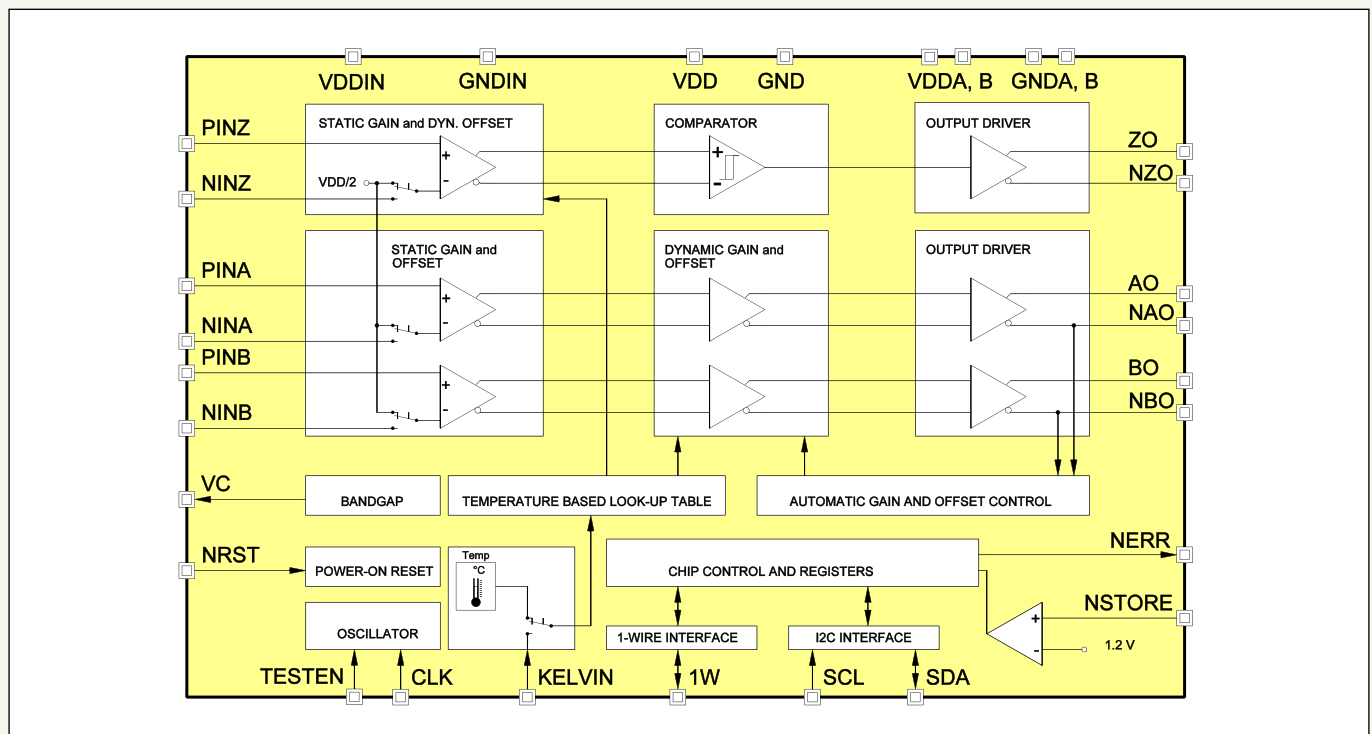 VDDIN
GNDIN
VDD
GND
VDDA, B
GNDA, B
PINZ
STATIC GAIN and DYN. OFFSET
COMPARATOR
OUTPUT DRIVER
ZO
+
+
VDD/2
-
-
NINZ
NZO
STATIC GAIN and
OFFSET
DYNAMIC GAIN and
OFFSET
OUTPUT DRIVER
PINA
AO
+
-
NINA
NAO
PINB
BO
+
-
NINB
NBO
VC
BANDGAP
TEMPERATURE BASED LOOK-UP TABLE
AUTOMATIC GAIN AND OFFSET CONTROL
NRST
POWER-ON RESET
Temp
°C
CHIP CONTROL AND REGISTERS
NERR
NSTORE
OSCILLATOR
1-WIRE INTERFACE
I2C INTERFACE
+
-
1.2 V
TESTEN
CLK
KELVIN
1W
SCL
SDA